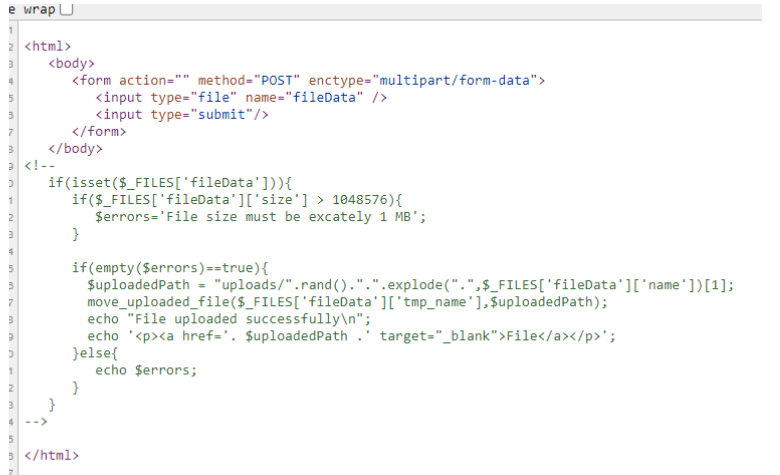 e wrap
1
2 <html>
3 <body>
4 <form action="" method="POST" enctype="multipart/form-data">
5 <input type="file" name="fileData" />
6 <input type="submit"/>
7 </form>
8 </body>
9 <!--
0 if(isset($_FILES['fileData'])){
1 if($_FILES['fileData']['size'] > 1048576){
2 $errors='File size must be excately 1 MB';
3 }
4
5 if(empty($errors)==true){
6 $uploadedPath = "uploads/".rand().".".explode(".",$_FILES['fileData']['name'])[1];
7 move_uploaded_file($_FILES['fileData']['tmp_name'],$uploadedPath);
8 echo "File uploaded successfully\n";
9 echo '<p><a href='. $uploadedPath .' target="_blank">File</a></p>';
0 }else{
1 echo $errors;
2 }
3 }
4 -->
5
6 </html>
7